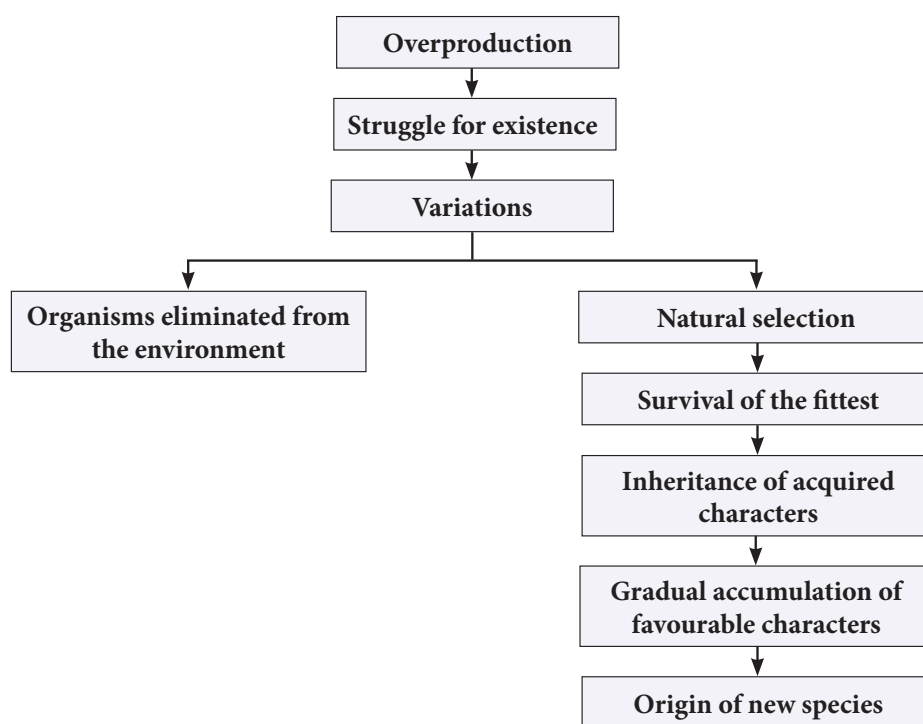 Overproduction
Struggle for existence
Variations
Organisms eliminated from
the environment
Natural selection
Survival of the fittest
Inheritance of acquired
characters
Gradual accumulation of
favourable characters
Origin of new species